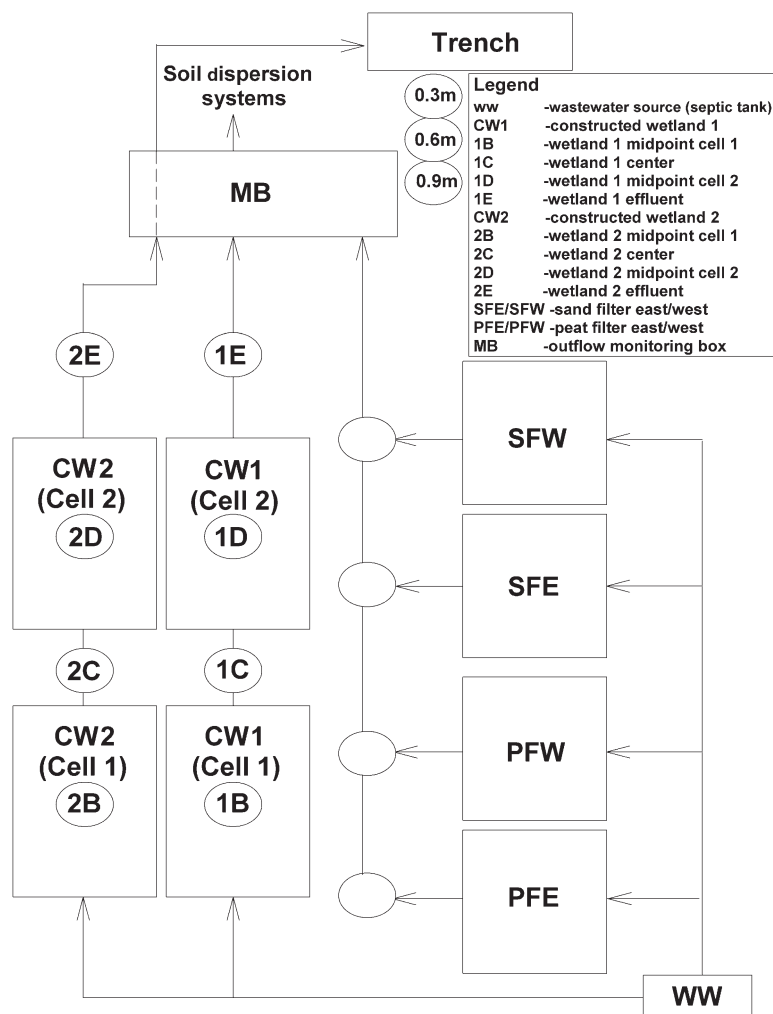 Trench
Soil dispersion
systems
0.3m
0.6m
0.9m
Legend
ww -wastewater source (septic tank)
CW1 -constructed wetland 1
1B -wetland 1 midpoint cell 1
1C -wetland 1 center
1D -wetland 1 midpoint cell 2
1E -wetland 1 effluent
CW2 -constructed wetland 2
2B -wetland 2 midpoint cell 1
2C -wetland 2 center
2D -wetland 2 midpoint cell 2
2E -wetland 2 effluent
SFE/SFW -sand filter east/west
PFE/PFW -peat filter east/west
MB -outflow monitoring box
MB
2E
1E
CW2
(Cell 2)
2D
CW1
(Cell 2)
1D
SFW
SFE
2C
1C
CW2
(Cell 1)
2B
CW1
(Cell 1)
1B
PFW
PFE
WW